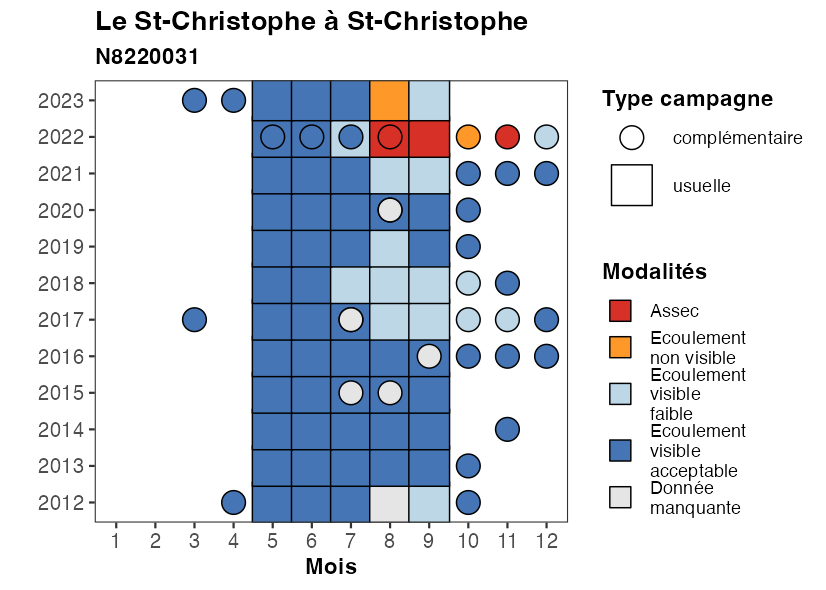 Le St-Christophe à St-Christophe
N8220031
2023
2022
2021
2020
2019
2018
2017
2016
2015
2014
2013
2012
1 2 3 4 5 6 7 8 9 10 11 12
Mois
Type campagne
complémentaire
usuelle
Modalités
Assec
Ecoulement
non visible
Ecoulement
visible
faible
Ecoulement
visible
acceptable
Donnée
manquante